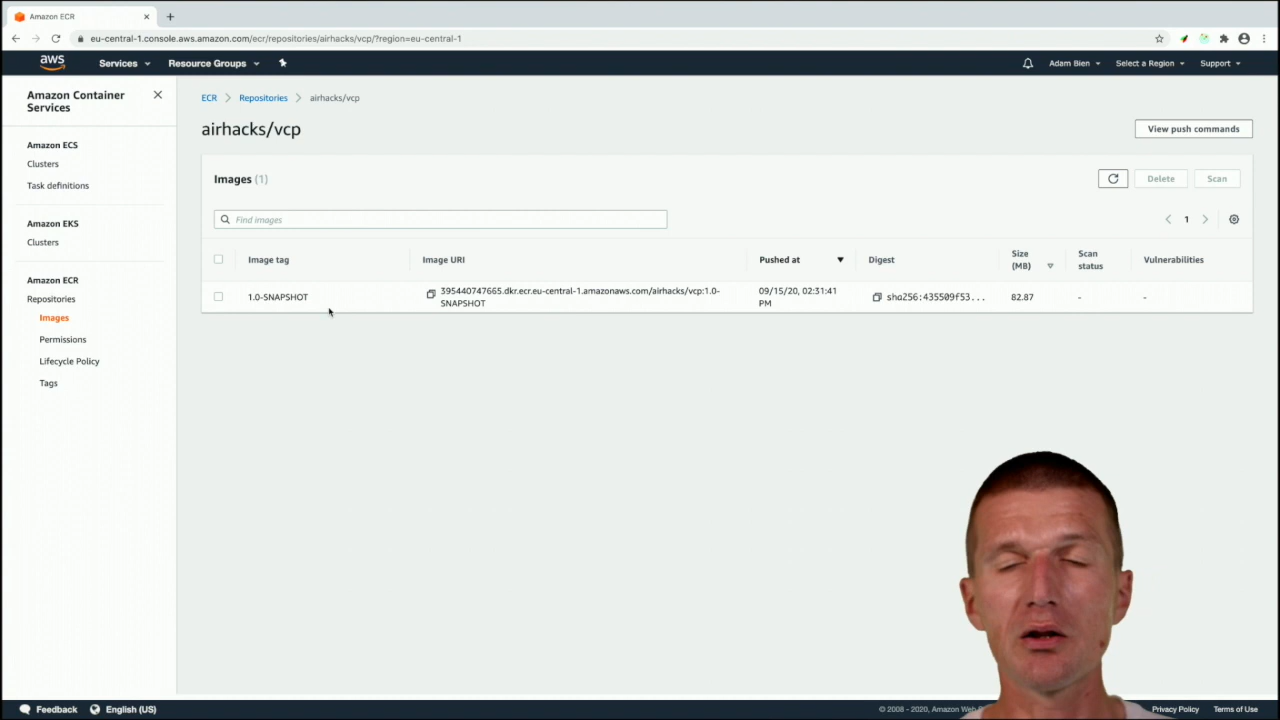 Amazon ECR
eu-central-1.console.aws.amazon.com/ecr/repositories/airhacks/vcp/?region=eu-central-1
aws
Services
Resource Groups
Adam Bien
Select a Region
Support
Amazon Container
Services
Amazon ECS
Clusters
Task definitions
Amazon EKS
Clusters
Amazon ECR
Repositories
Images
Permissions
Lifecycle Policy
Tags
ECR
Repositories
airhacks/vcp
airhacks/vcp
View push commands
Images (1)
Delete
Scan
Find images
1
Image tag
Image URI
Pushed at
Digest
Size
(MB)
Scan
status
Vulnerabilities
1.0-SNAPSHOT
395440747665.dkr.ecr.eu-central-1.amazonaws.com/airhacks/vcp:1.0-
SNAPSHOT
09/15/20, 02:31:41
PM
sha256:435509f53...
82.87
-
-
Feedback
English (US)
© 2008 - 2020, Amazon Web
Privacy Policy
Terms of Use